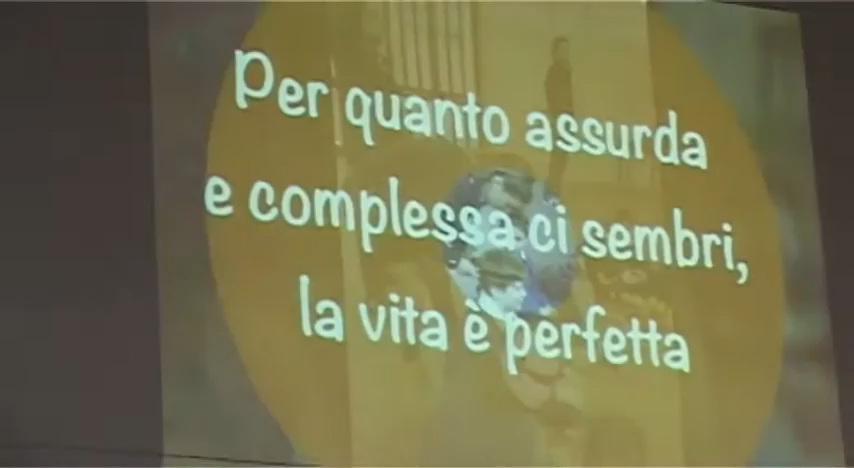 Per quanto assurda
e complessa ci sembri,
la vita è perfetta